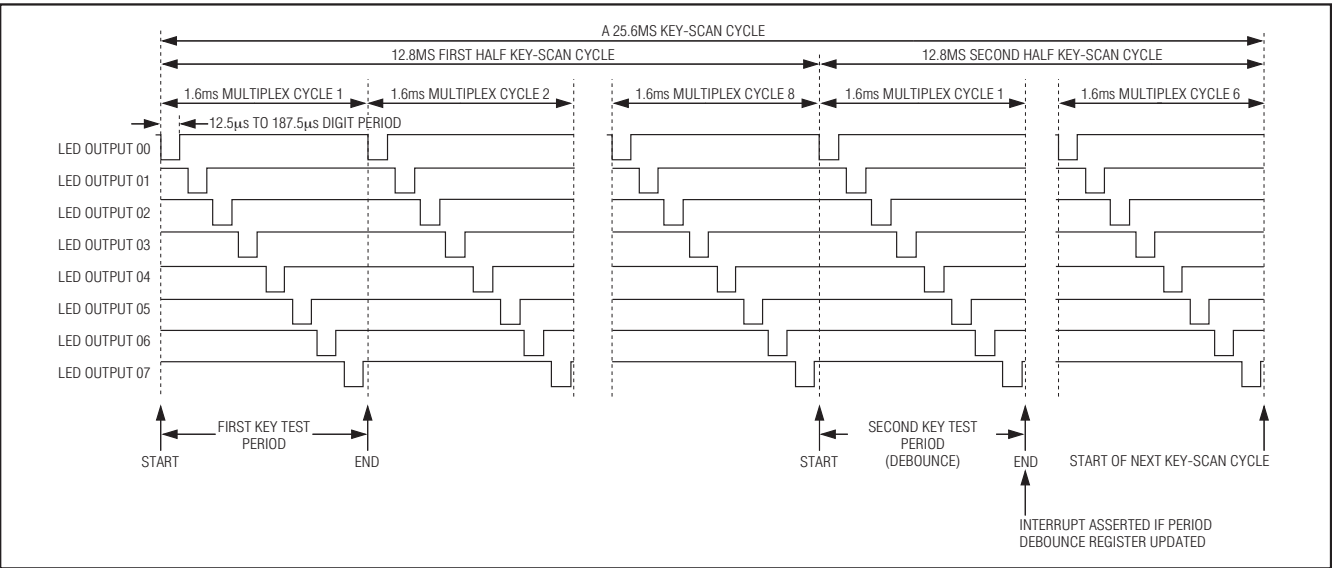 A 25.6MS KEY-SCAN CYCLE
12.8MS FIRST HALF KEY-SCAN CYCLE
12.8MS SECOND HALF KEY-SCAN CYCLE
1.6ms MULTIPLEX CYCLE 1
1.6ms MULTIPLEX CYCLE 2
1.6ms MULTIPLEX CYCLE 8
1.6ms MULTIPLEX CYCLE 1
1.6ms MULTIPLEX CYCLE 6
12.5μs TO 187.5μs DIGIT PERIOD
LED OUTPUT 00
LED OUTPUT 01
LED OUTPUT 02
LED OUTPUT 03
LED OUTPUT 04
LED OUTPUT 05
LED OUTPUT 06
LED OUTPUT 07
FIRST KEY TEST
PERIOD
START
END
SECOND KEY TEST
PERIOD
(DEBOUNCE)
START
END
START OF NEXT KEY-SCAN CYCLE
INTERRUPT ASSERTED IF PERIOD
DEBOUNCE REGISTER UPDATED